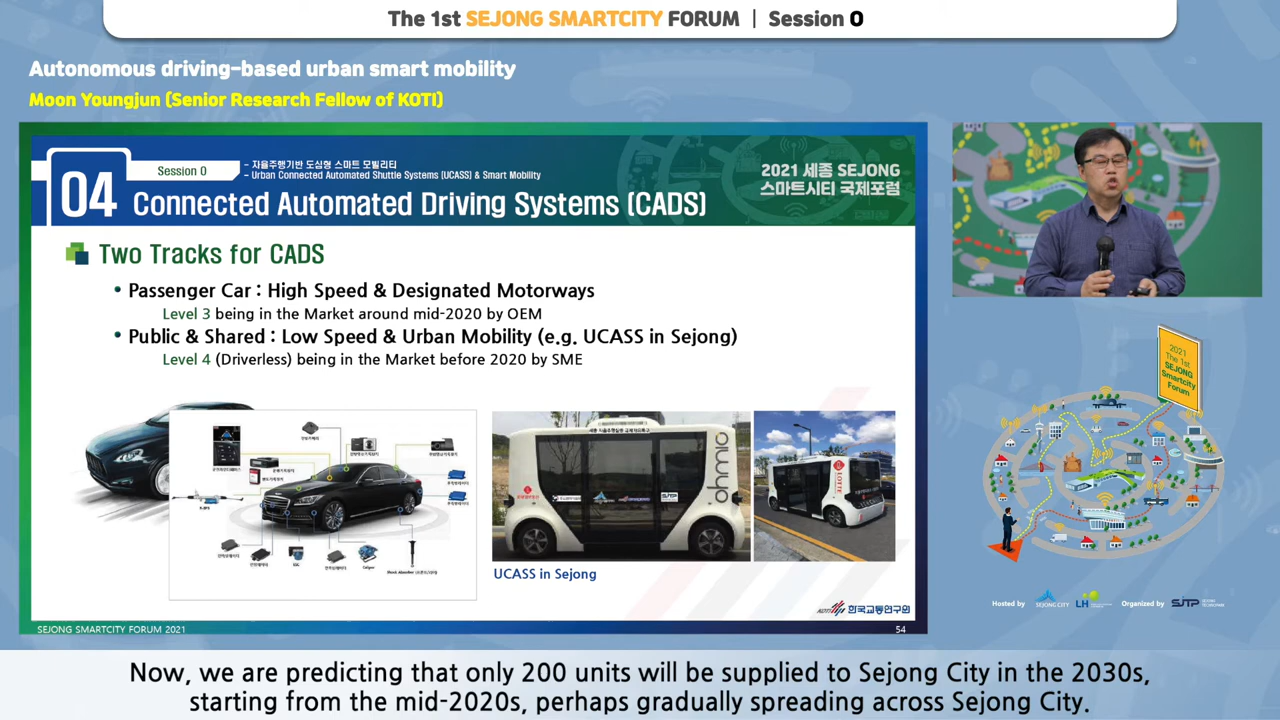 The 1st SEJONG SMARTCITY FORUM | Session 0
Autonomous driving-based urban smart mobility
Moon Youngjun (Senior Research Fellow of KOTI)
04
Session 0
- 자율주행기반 도심형 스마트 모빌리티
- Urban Connected Automated Shuttle Systems (UCASS) & Smart Mobility
Connected Automated Driving Systems (CADS)
2021 세종 SEJONG
스마트시티 국제포럼
Two Tracks for CADS
• Passenger Car : High Speed & Designated Motorways
Level 3 being in the Market around mid-2020 by OEM
• Public & Shared : Low Speed & Urban Mobility (e.g. UCASS in Sejong)
Level 4 (Driverless) being in the Market before 2020 by SME
ohmio
SJTP
LOTTE
UCASS in Sejong
KOTI 한국교통연구원
SEJONG SMARTCITY FORUM 2021
54
2021
The 1st
SEJONG
Smartcity
Forum
Hosted by
SEJONG CITY
LH
Organized by
SJTP
Now, we are predicting that only 200 units will be supplied to Sejong City in the 2030s,
starting from the mid-2020s, perhaps gradually spreading across Sejong City.